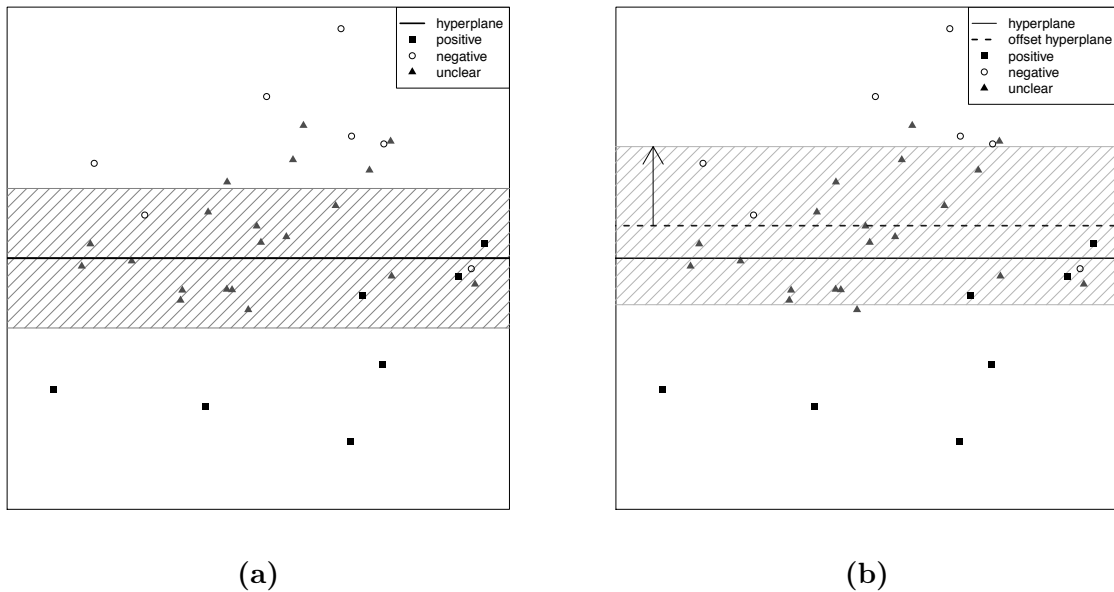 hyperplane
positive
negative
unclear
hyperplane
offset hyperplane
positive
negative
unclear
(a)
(b)